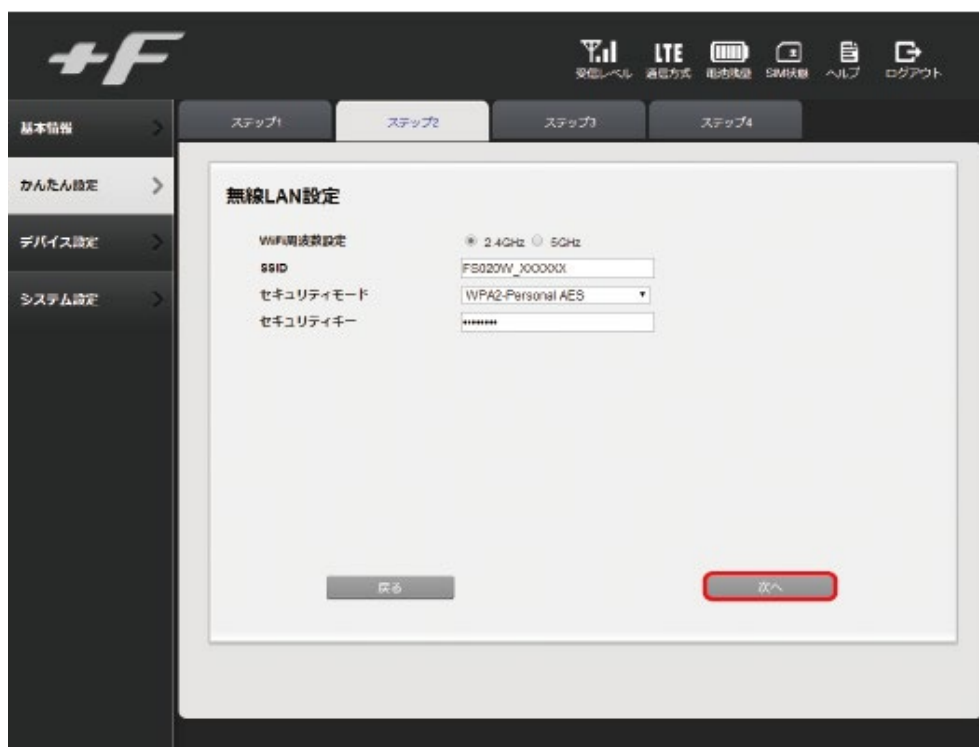 +F
LTE
受信レベル 通信方式 電池残量 SIM状態 ヘルプ ログアウト
基本情報
かんたん設定
デバイス設定
システム設定
ステップ1 ステップ2 ステップ3 ステップ4
無線LAN設定
WiFi周波数設定 2.4GHz 5GHz
SSID FS020W_XXXXXX
セキュリティモード WPA2-Personal AES
セキュリティキー ••••••••
戻る 次へ